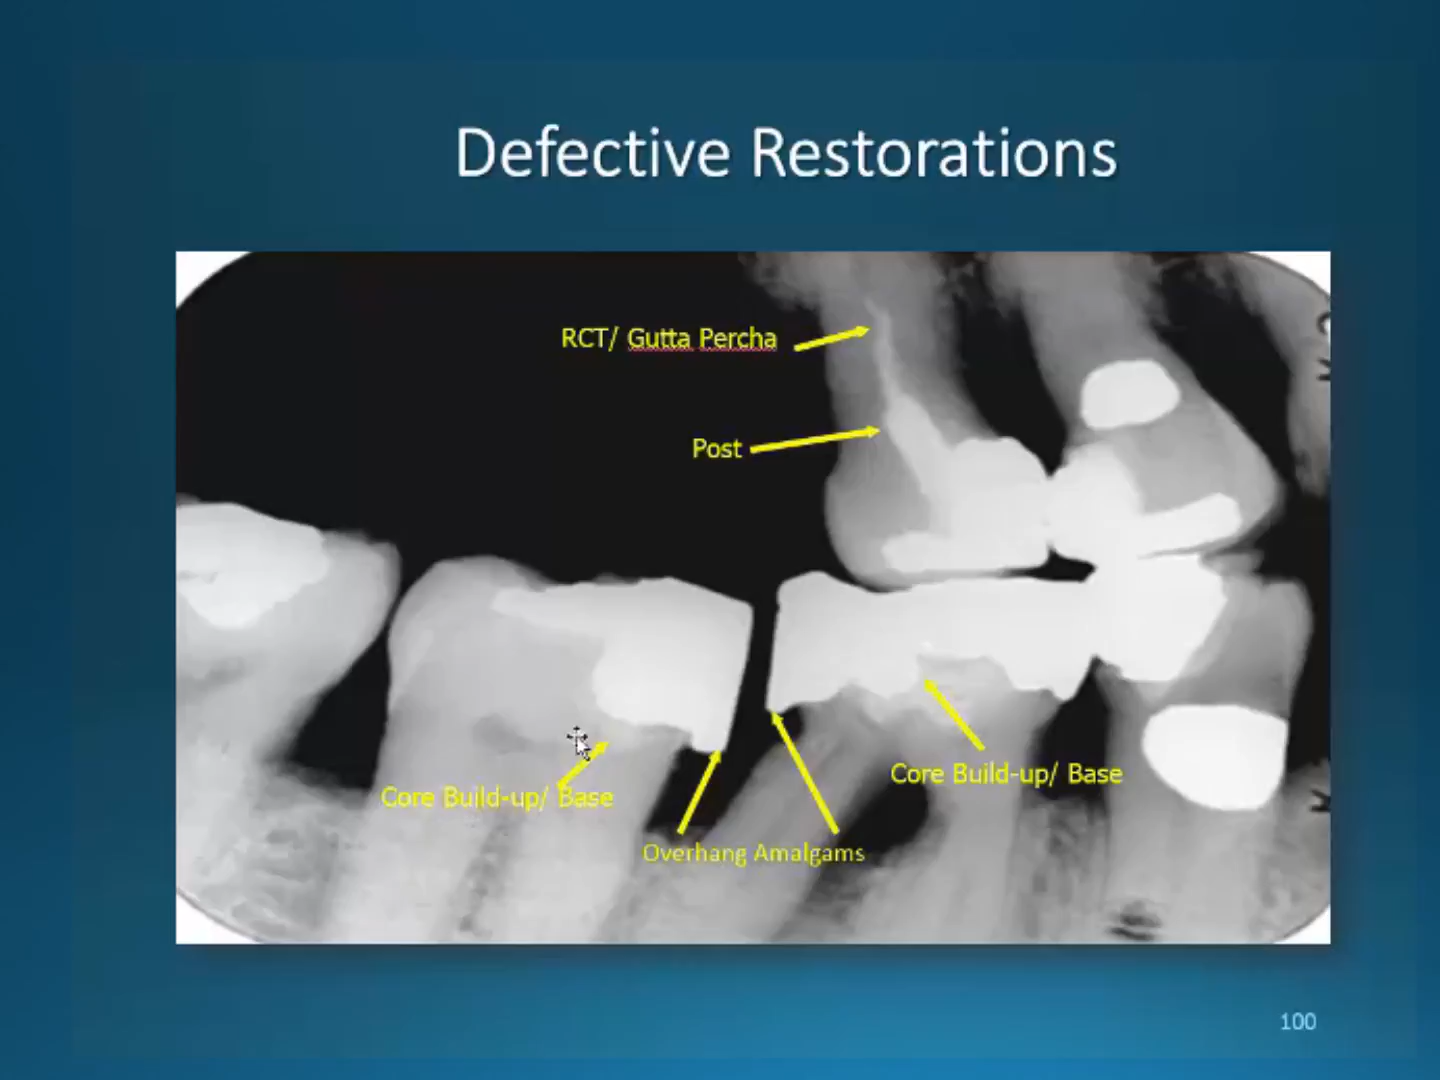 Defective Restorations
RCT/ Gutta Percha
Post
Core Build-up/ Base
Core Build-up/ Base
Overhang Amalgams
100